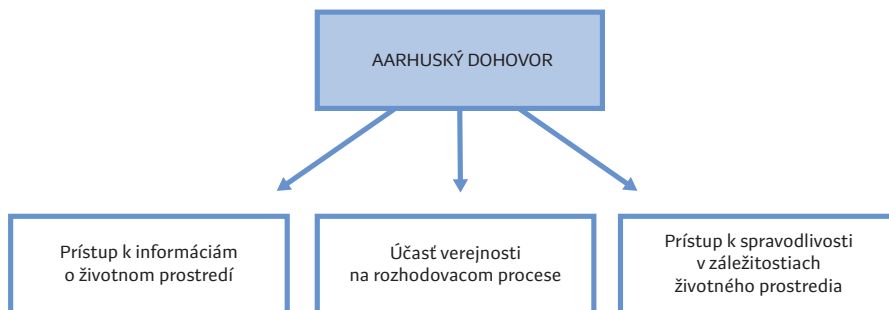 AARHUSKÝ DOHOVOR
Prístup k informáciám
o životnom prostredí
Účasť verejnosti
na rozhodovacom procese
Prístup k spravodlivosti
v záležitostiach
životného prostredia